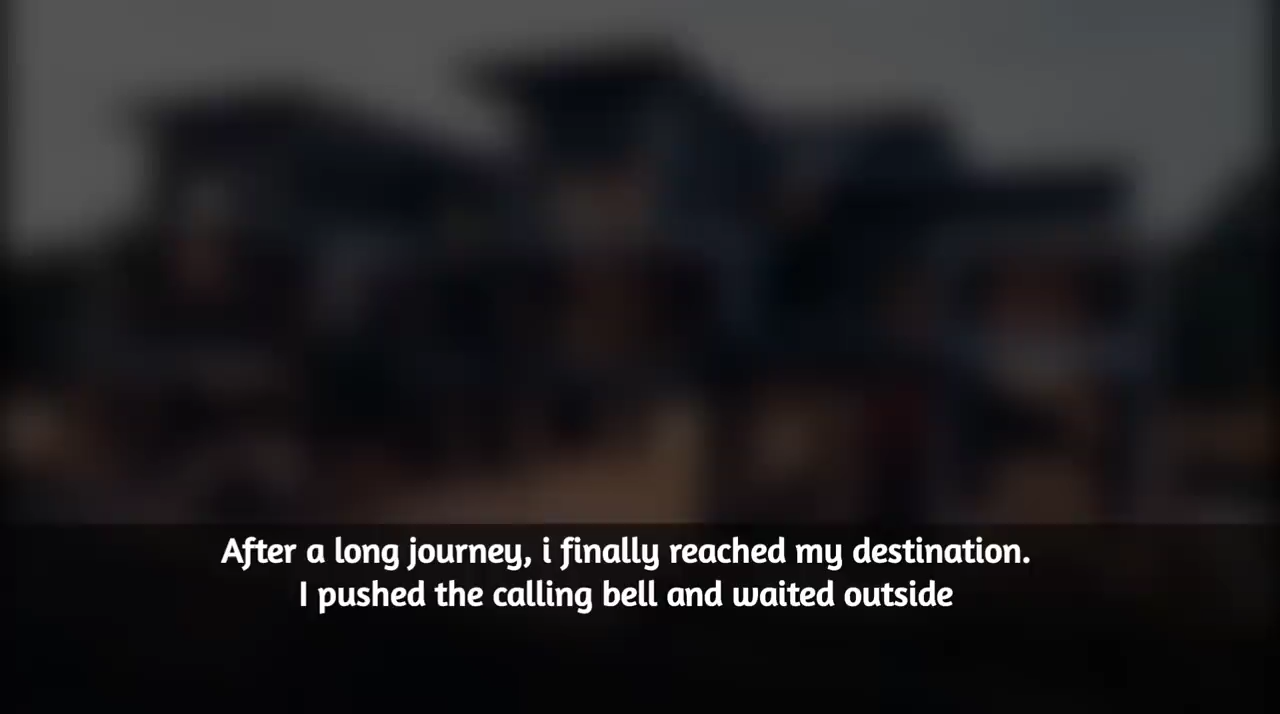 After a long journey, i finally reached my destination.
I pushed the calling bell and waited outside